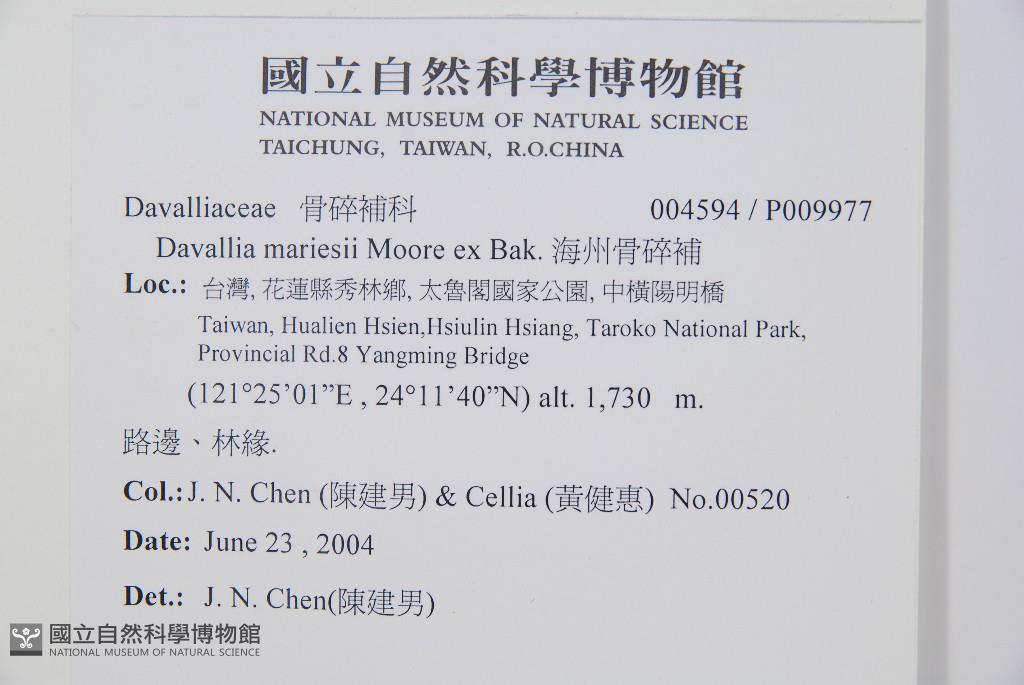 國立自然科學博物館
NATIONAL MUSEUM OF NATURAL SCIENCE
TAICHUNG, TAIWAN, R.O.CHINA
Davalliaceae 骨碎補科 004594 / P009977
Davallia mariesii Moore ex Bak. 海州骨碎補
Loc.: 台灣, 花蓮縣秀林鄉, 太魯閣國家公園, 中橫陽明橋
Taiwan, Hualien Hsien,Hsiulin Hsiang, Taroko National Park,
Provincial Rd.8 Yangming Bridge
(121°25’01”E , 24°11’40”N) alt. 1,730 m.
路邊、林緣.
Col.: J. N. Chen (陳建男) & Cellia (黃健惠) No.00520
Date: June 23 , 2004
Det.: J. N. Chen(陳建男)
國立自然科學博物館
NATIONAL MUSEUM OF NATURAL SCIENCE